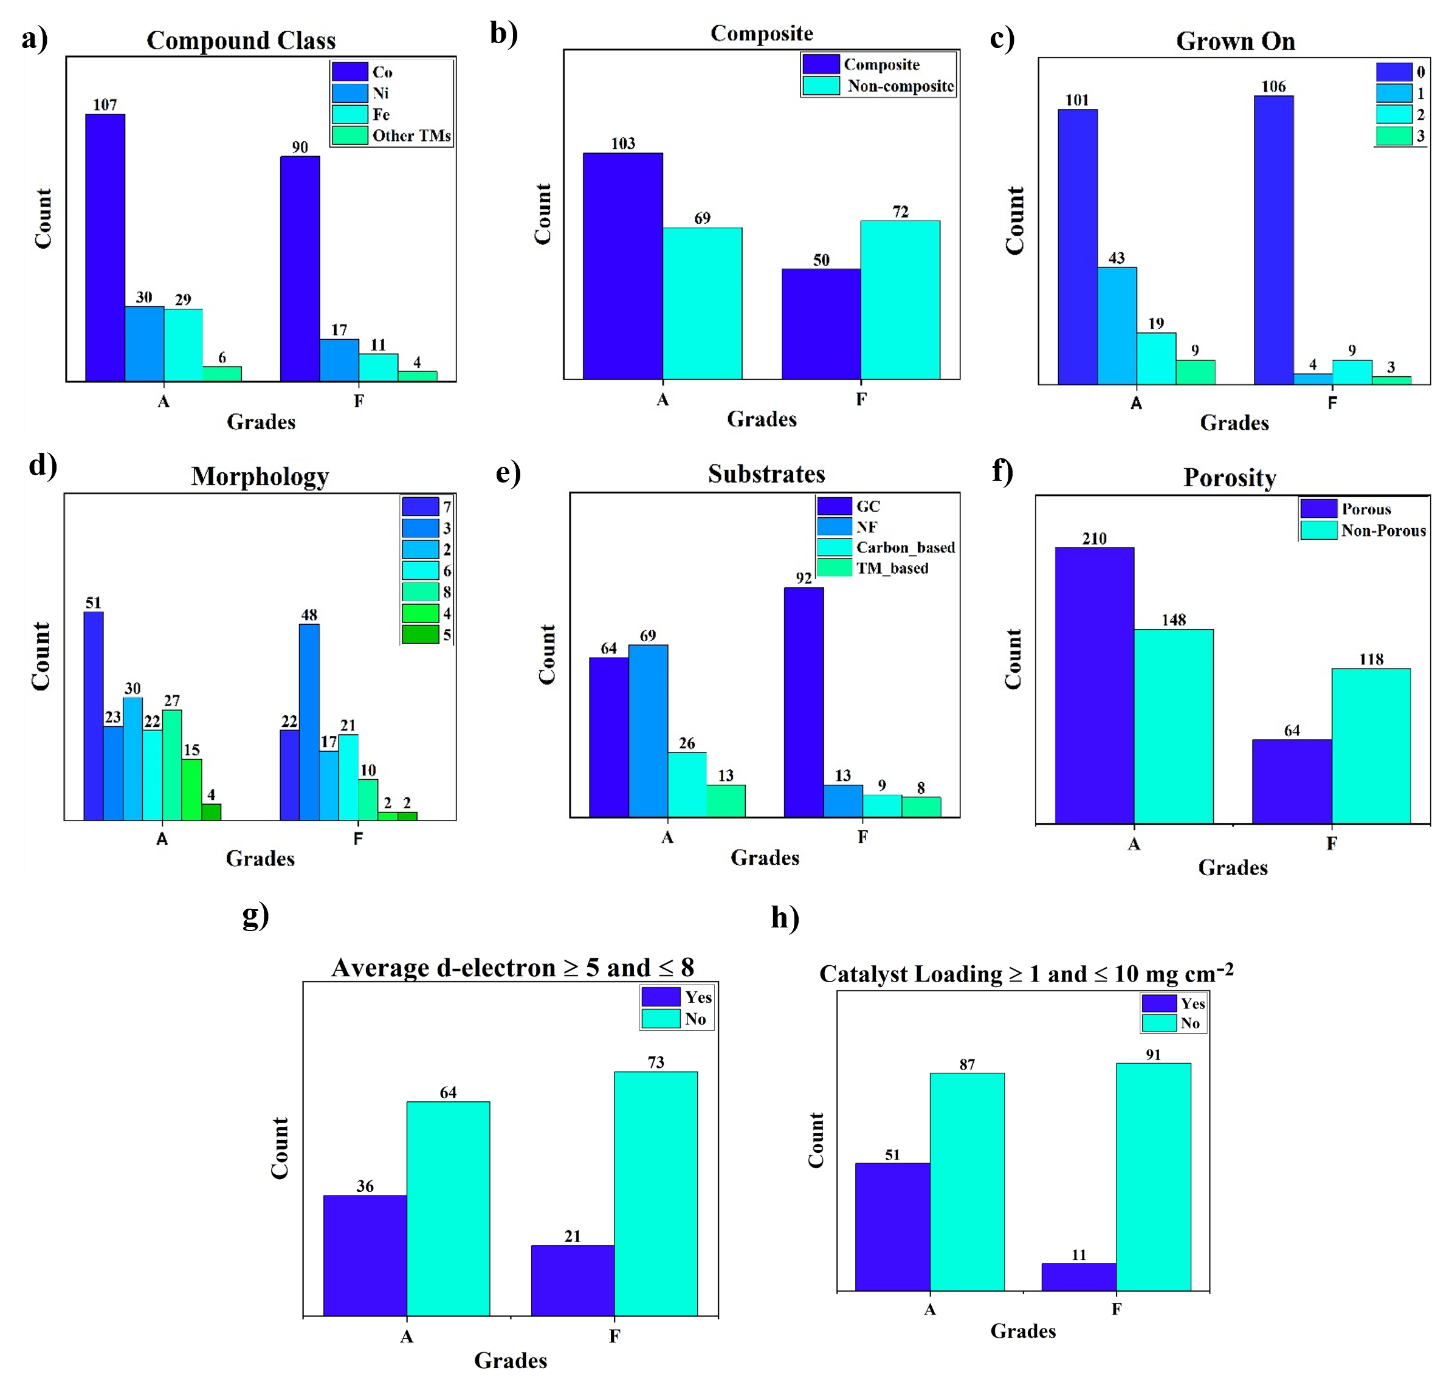 a)
Compound Class
Co
Ni
Fe
Other TMs
107
30
29
6
90
17
11
4
Count
A
F
Grades
b)
Composite
Composite
Non-composite
103
69
50
72
Count
A
F
Grades
c)
Grown On
0
1
2
3
101
43
19
9
106
4
9
3
Count
A
F
Grades
d)
Morphology
7
3
2
6
8
4
5
51
23
30
22
27
15
4
22
48
17
21
10
2
2
Count
A
F
Grades
e)
Substrates
GC
NF
Carbon_based
TM_based
64
69
26
13
92
13
9
8
Count
A
F
Grades
f)
Porosity
Porous
Non-Porous
210
148
64
118
Count
A
F
Grades
g)
Average d-electron ≥ 5 and ≤ 8
Yes
No
36
64
21
73
Count
A
F
Grades
h)
Catalyst Loading ≥ 1 and ≤ 10 mg cm⁻²
Yes
No
51
87
11
91
Count
A
F
Grades